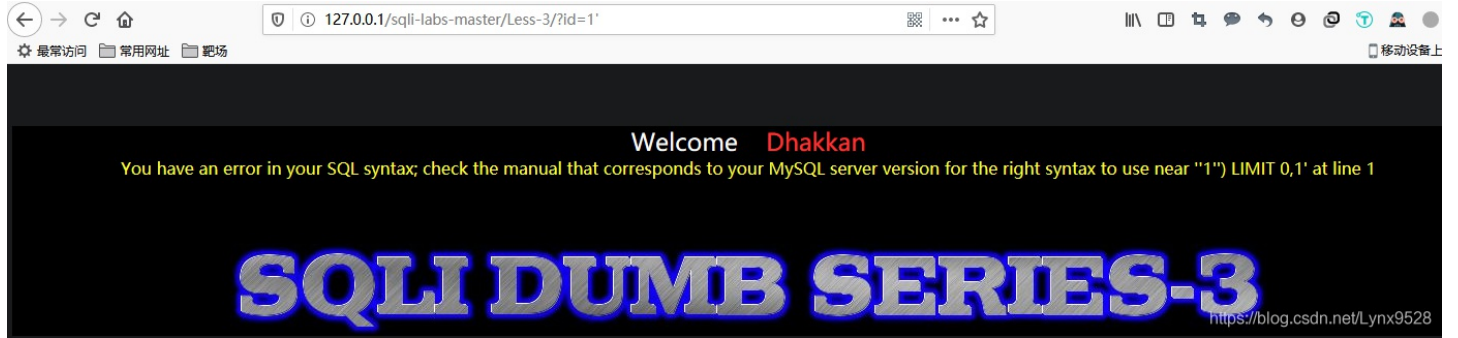 127.0.0.1/sqli-labs-master/Less-3/?id=1'
最常访问 常用网址 靶场 移动设备上
Welcome Dhakkan
You have an error in your SQL syntax; check the manual that corresponds to your MySQL server version for the right syntax to use near ''1'') LIMIT 0,1' at line 1
SQLI DUMB SERIES-3
https://blog.csdn.net/Lynx9528